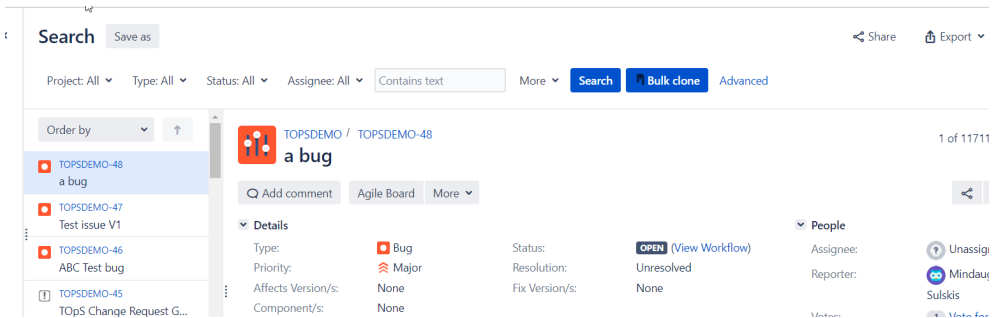 Search Save as Share Export
Project: All Type: All Status: All Assignee: All Contains text More Search Bulk clone Advanced
Order by
TOPSDEMO-48
a bug
TOPSDEMO-47
Test issue V1
TOPSDEMO-46
ABC Test bug
TOPSDEMO-45
TOpS Change Request G...
TOPSDEMO / TOPSDEMO-48
a bug
1 of 11711
Add comment Agile Board More
Details
Type: Bug Status: OPEN (View Workflow)
Priority: Major Resolution: Unresolved
Affects Version/s: None Fix Version/s: None
Component/s: None
People
Assignee: Unassig
Reporter: Mindaug
Sulskis
Votes: 1 Vote for